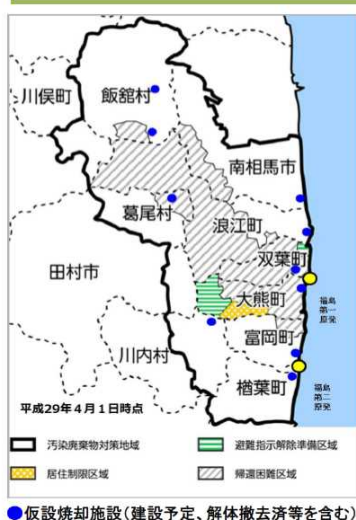 川俣町
飯舘村
南相馬市
葛尾村
浪江町
田村市
双葉町
大熊町
福島
第一
原発
富岡町
川内村
楢葉町
福島
第二
原発
平成29年4月1日時点
汚染廃棄物対策地域
避難指示解除準備区域
居住制限区域
帰還困難区域
●仮設焼却施設(建設予定、解体撤去済等を含む)